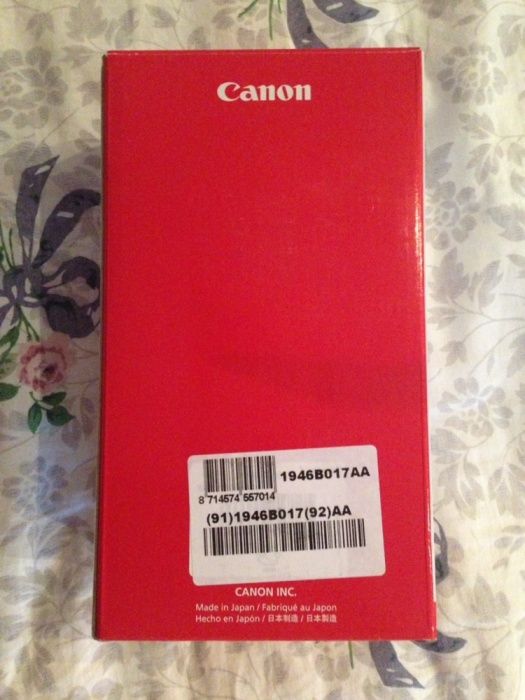 Canon
1946B017AA
8 714574 557014
(91)1946B017(92)AA
CANON INC.
Made in Japan / Fabriqué au Japon
Hecho en Japón / 日本制造 / 日本製造